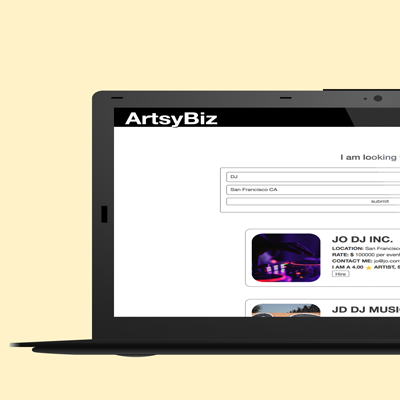 ArtsyBiz
I am looking
DJ
San Francisco CA
submit
JO DJ INC.
LOCATION: San Francisco
RATE: $ 100000 per event
CONTACT ME: jo@jo.com
I AM A 4.00 ⭐ ARTIST,
Hire
JD DJ MUSIC